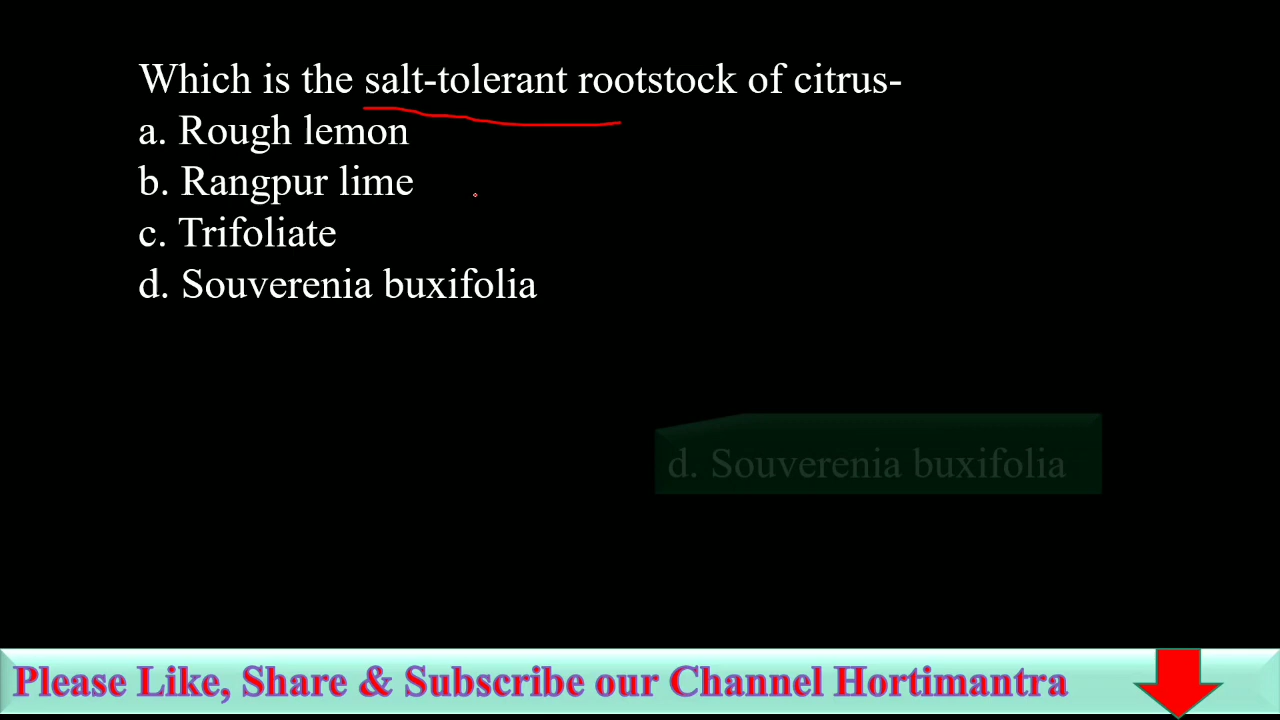 Which is the salt-tolerant rootstock of citrus-
a. Rough lemon
b. Rangpur lime
c. Trifoliate
d. Souverenia buxifolia
d. Souverenia buxifolia
Please Like, Share & Subscribe our Channel Hortimantra